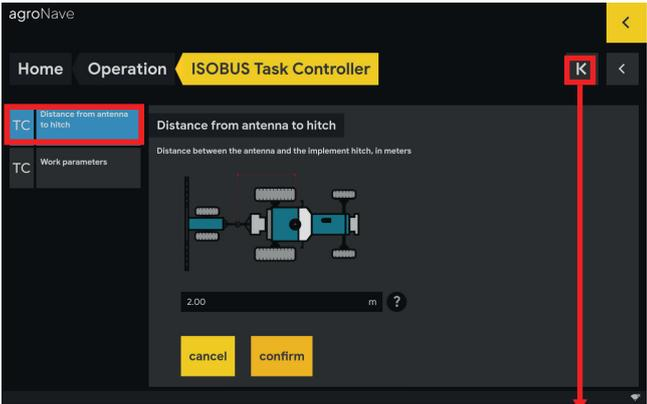 agroNave
<
Home Operation ISOBUS Task Controller K <
TC Distance from antenna
to hitch
TC Work parameters
Distance from antenna to hitch
Distance between the antenna and the implement hitch, in meters
2.00 m ?
cancel confirm